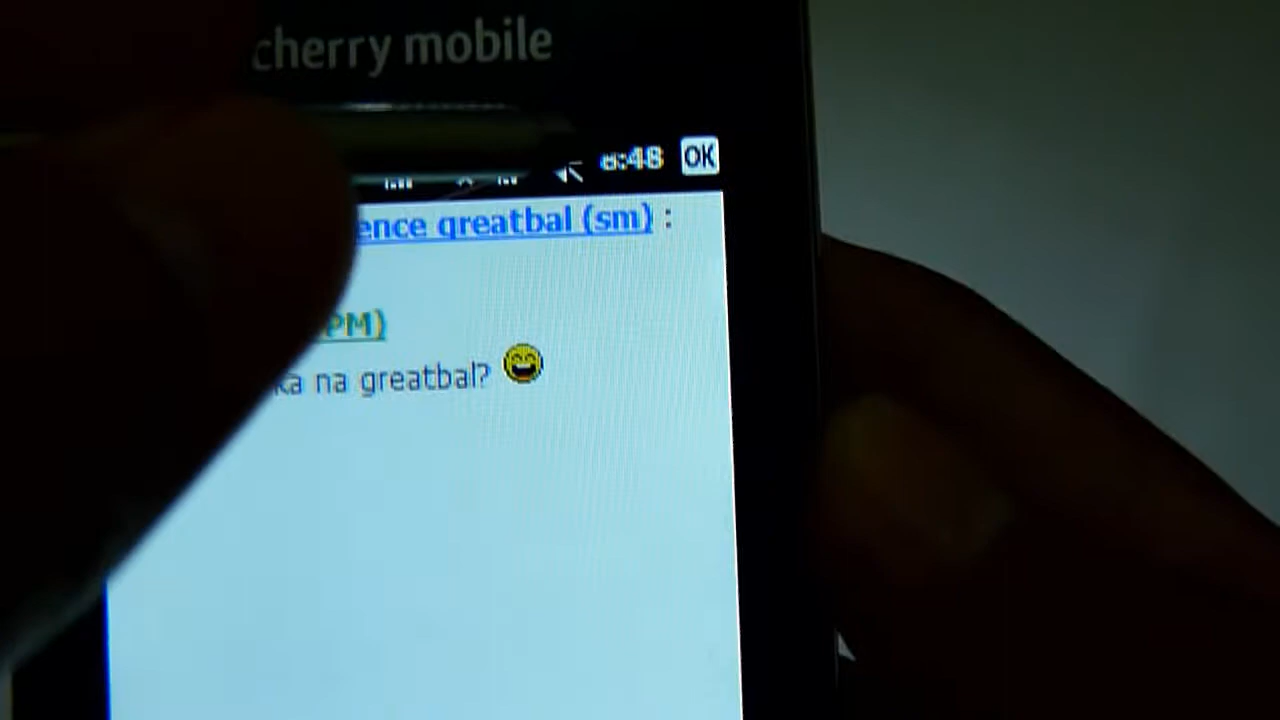 cherry mobile
8:48 OK
ence greatbal (sm) :
PM)
ka na greatbal?